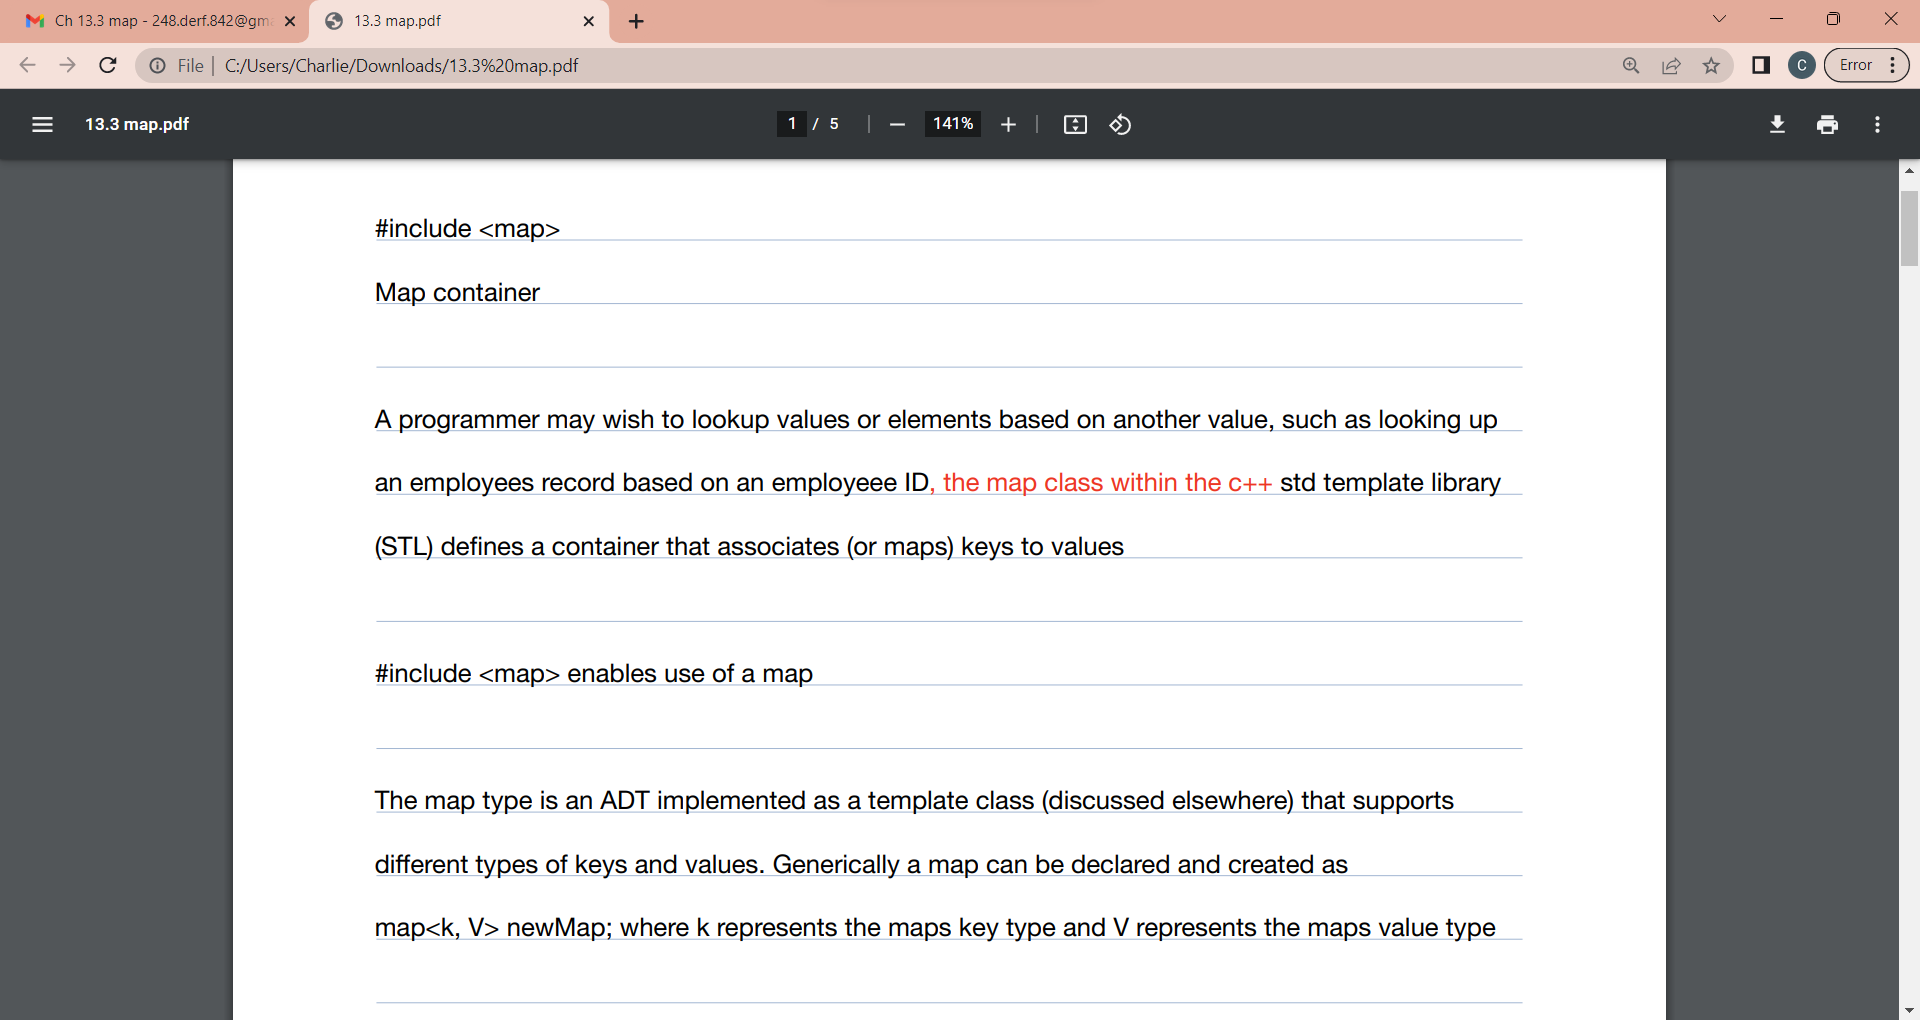 Ch 13.3 map - 248.derf.842@gm
13.3 map.pdf
File
C:/Users/Charlie/Downloads/13.3%20map.pdf
C
Error
13.3 map.pdf
1 / 5
141%
#include <map>
Map container
A programmer may wish to lookup values or elements based on another value, such as looking up
an employees record based on an employeee ID, the map class within the c++ std template library
(STL) defines a container that associates (or maps) keys to values
#include <map> enables use of a map
The map type is an ADT implemented as a template class (discussed elsewhere) that supports
different types of keys and values. Generically a map can be declared and created as
map<k, V> newMap; where k represents the maps key type and V represents the maps value type